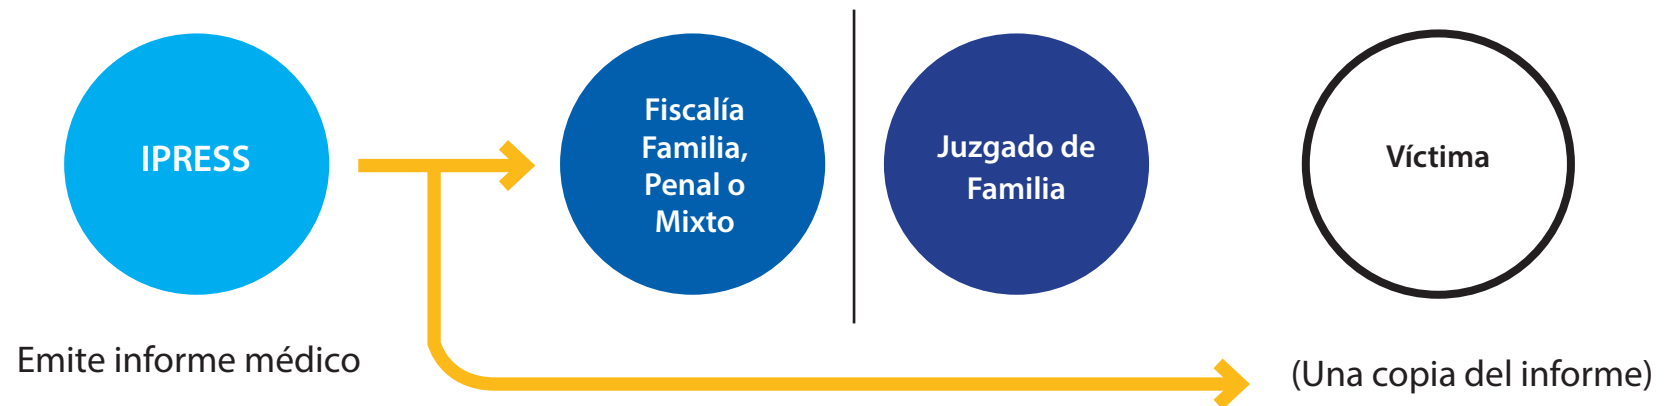 IPRESS
Fiscalía
Familia,
Penal o
Mixto
Juzgado de
Familia
Víctima
Emite informe médico
(Una copia del informe)